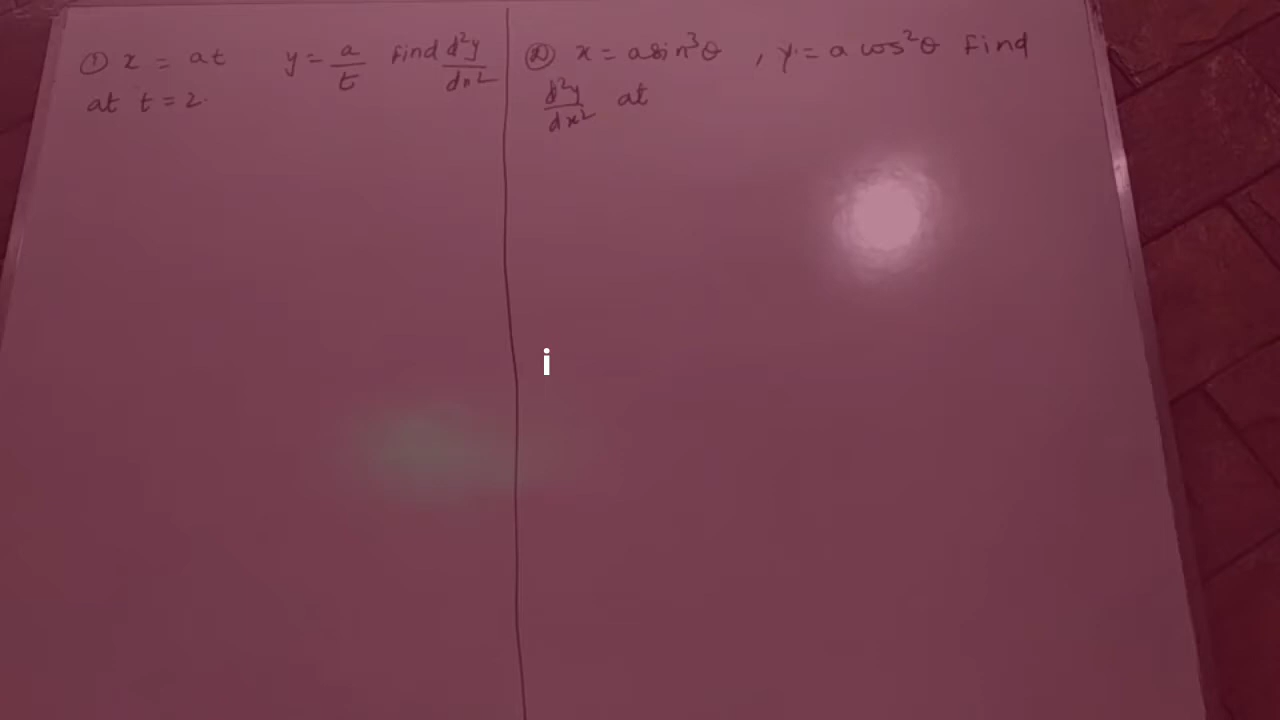 ① x = at y = a/t find d²y/dx²
at t = 2.
② x = a sin³θ , y = a cos²θ Find
d²y/dx² at
i